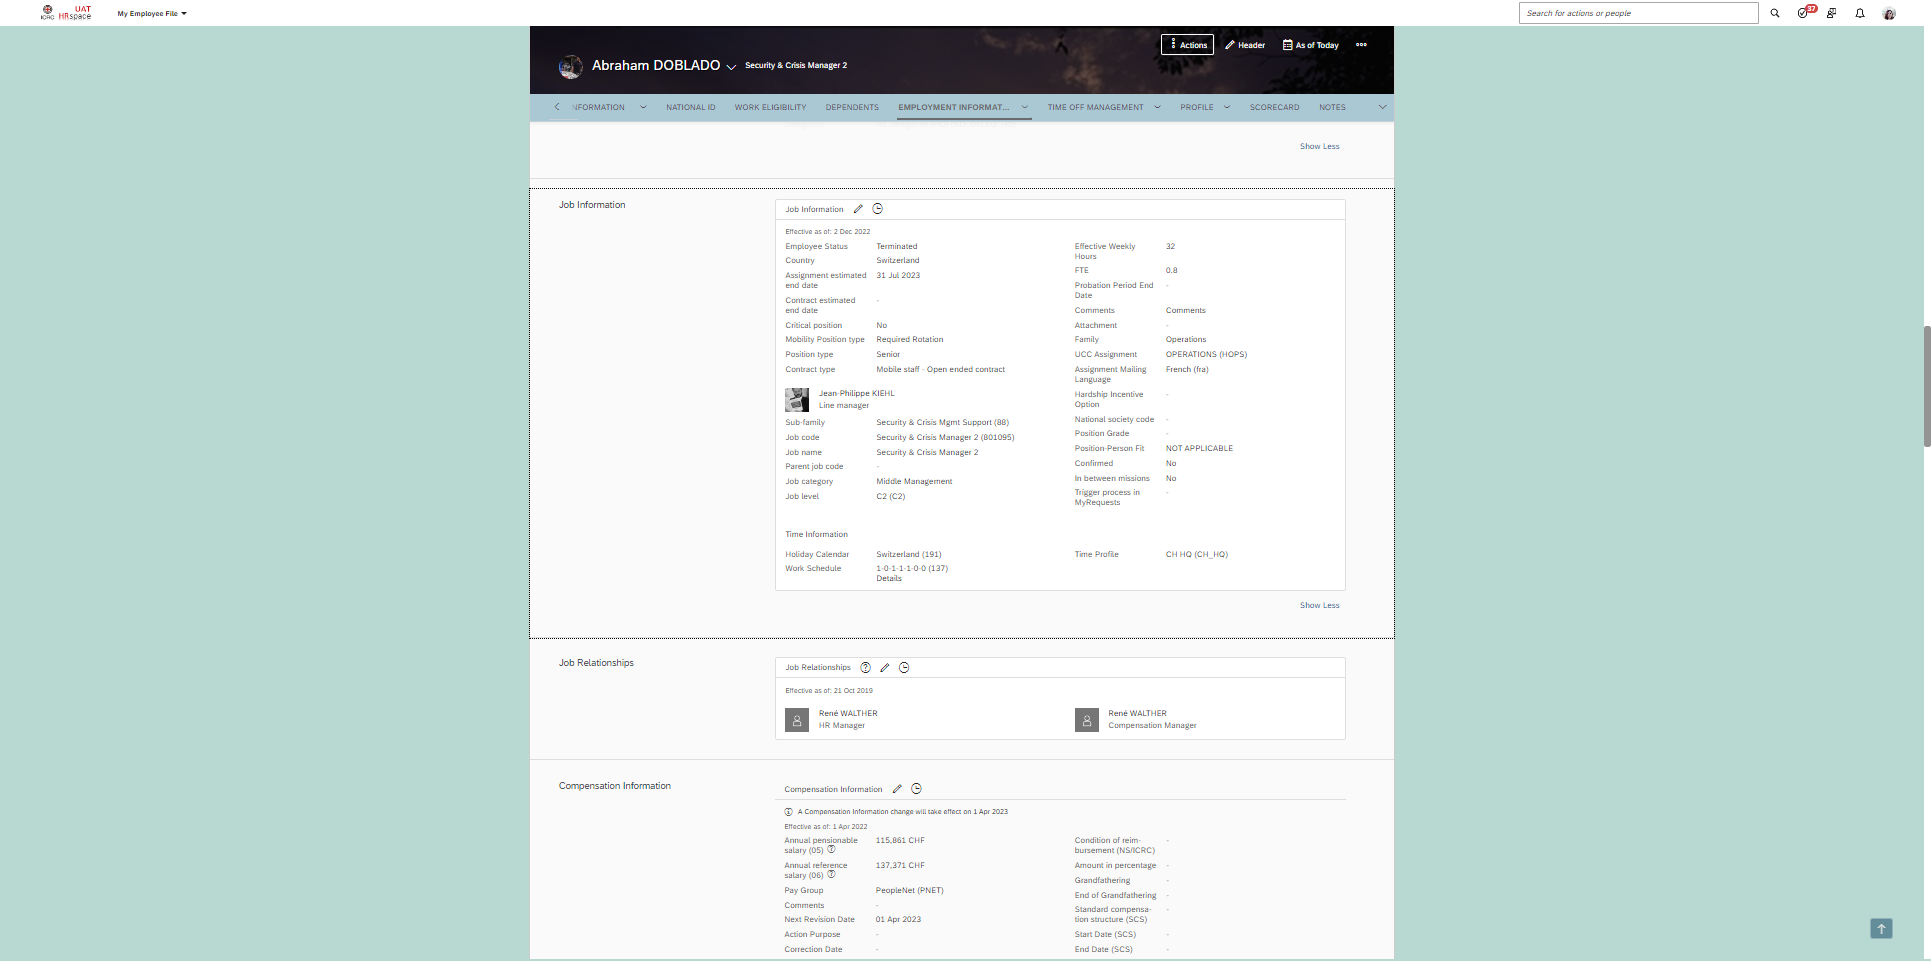 ICRC
UAT
HRspace
My Employee File
Search for actions or people
37
Abraham DOBLADO
Security & Crisis Manager 2
Actions
Header
As of Today
NFORMATION
NATIONAL ID
WORK ELIGIBILITY
DEPENDENTS
EMPLOYMENT INFORMAT...
TIME OFF MANAGEMENT
PROFILE
SCORECARD
NOTES
Show Less
Job Information
Job Information
Effective as of: 2 Dec 2022
Employee Status Terminated
Country Switzerland
Assignment estimated 31 Jul 2023
end date
Contract estimated -
end date
Critical position No
Mobility Position type Required Rotation
Position type Senior
Contract type Mobile staff - Open ended contract
Jean-Philippe KIEHL
Line manager
Sub-family Security & Crisis Mgmt Support (88)
Job code Security & Crisis Manager 2 (801095)
Job name Security & Crisis Manager 2
Parent job code -
Job category Middle Management
Job level C2 (C2)
Effective Weekly 32
Hours
FTE 0.8
Probation Period End -
Date
Comments Comments
Attachment -
Family Operations
UCC Assignment OPERATIONS (HOPS)
Assignment Mailing French (fra)
Language
Hardship Incentive -
Option
National society code -
Position Grade -
Position-Person Fit NOT APPLICABLE
Confirmed No
In between missions No
Trigger process in -
MyRequests
Time Information
Holiday Calendar Switzerland (191)
Work Schedule 1-0-1-1-1-0-0 (137)
Details
Time Profile CH HQ (CH_HQ)
Show Less
Job Relationships
Job Relationships
Effective as of: 21 Oct 2019
René WALTHER
HR Manager
René WALTHER
Compensation Manager
Compensation Information
Compensation Information
A Compensation Information change will take effect on 1 Apr 2023
Effective as of: 1 Apr 2022
Annual pensionable 115,861 CHF
salary (05)
Annual reference 137,371 CHF
salary (06)
Pay Group PeopleNet (PNET)
Comments -
Next Revision Date 01 Apr 2023
Action Purpose -
Correction Date -
Condition of reim- -
bursement (NS/ICRC)
Amount in percentage -
Grandfathering -
End of Grandfathering -
Standard compensa- -
tion structure (SCS)
Start Date (SCS) -
End Date (SCS) -